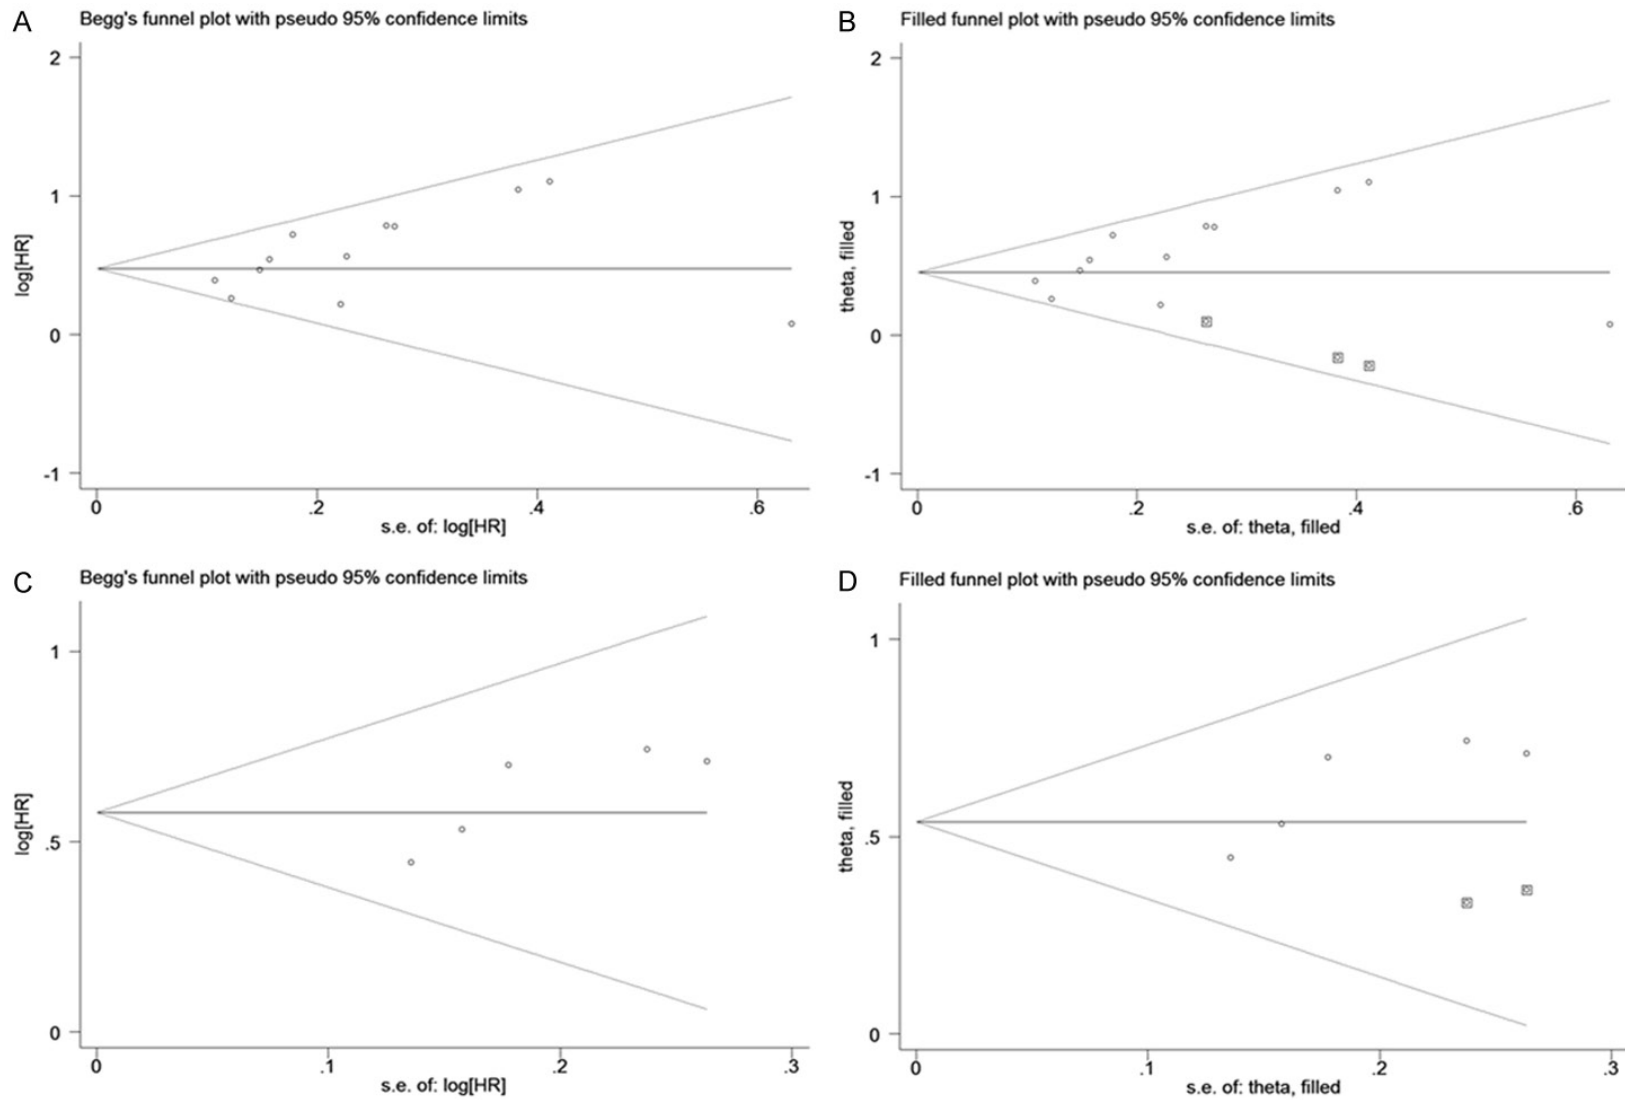 A
Begg's funnel plot with pseudo 95% confidence limits
2
1
0
-1
log[HR]
0 .2 .4 .6
s.e. of: log[HR]
B
Filled funnel plot with pseudo 95% confidence limits
2
1
0
-1
theta, filled
0 .2 .4 .6
s.e. of: theta, filled
C
Begg's funnel plot with pseudo 95% confidence limits
1
.5
0
log[HR]
0 .1 .2 .3
s.e. of: log[HR]
D
Filled funnel plot with pseudo 95% confidence limits
1
.5
0
theta, filled
0 .1 .2 .3
s.e. of: theta, filled